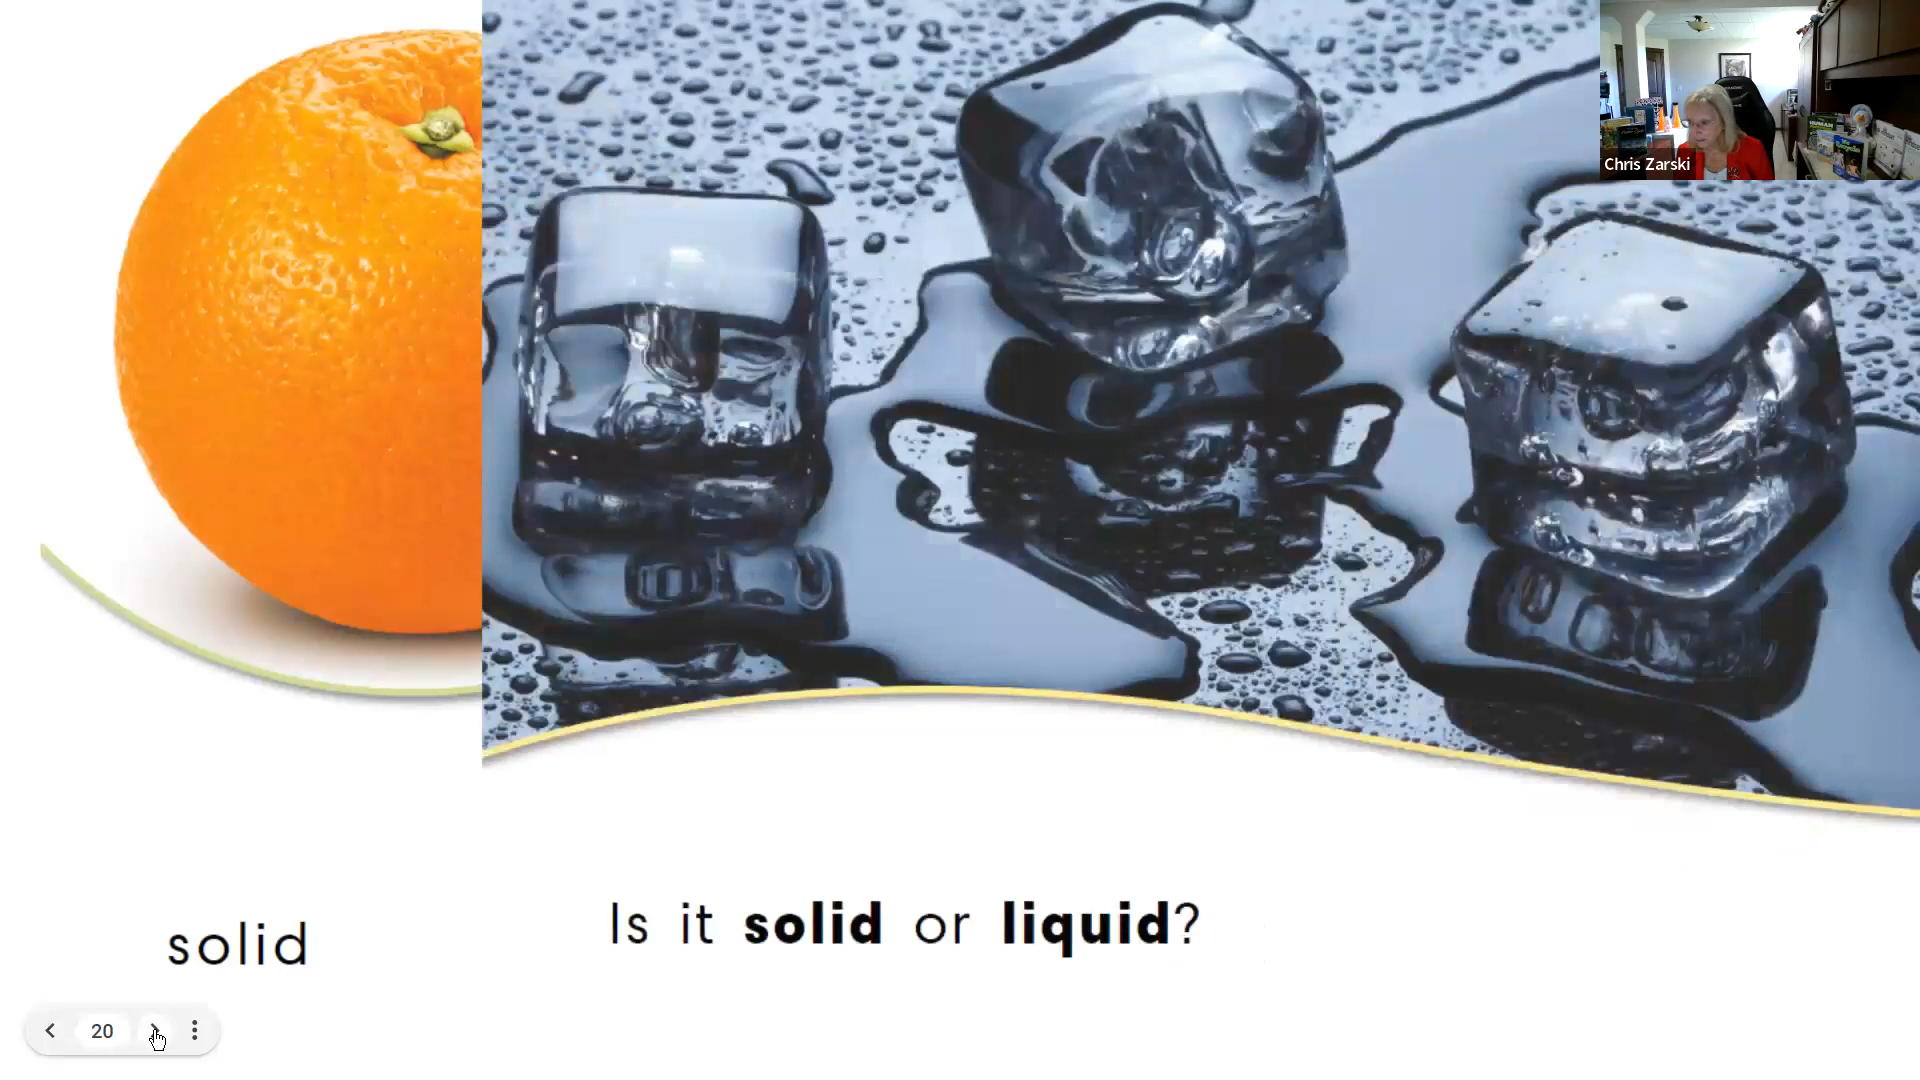 Chris Zarski
solid
Is it solid or liquid?
20